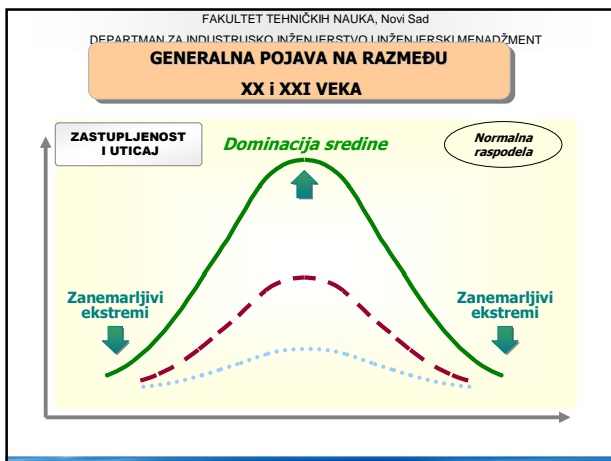 FAKULTET TEHNIČKIH NAUKA, Novi Sad
DEPARTMAN ZA INDUSTRIJSKO INŽENJERSTVO I INŽENJERSKI MENADŽMENT
GENERALNA POJAVA NA RAZMEĐU
XX i XXI VEKA
ZASTUPLJENOST
I UTICAJ
Dominacija sredine
Normalna
raspodela
Zanemarljivi
ekstremi
Zanemarljivi
ekstremi